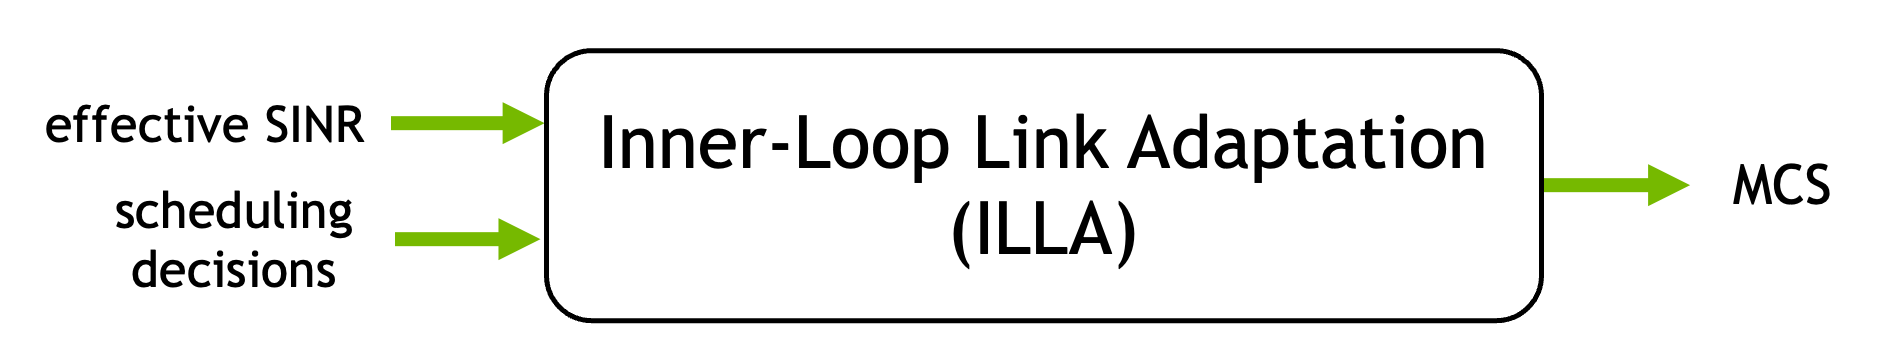 effective SINR
scheduling
decisions
Inner-Loop Link Adaptation
(ILLA)
MCS